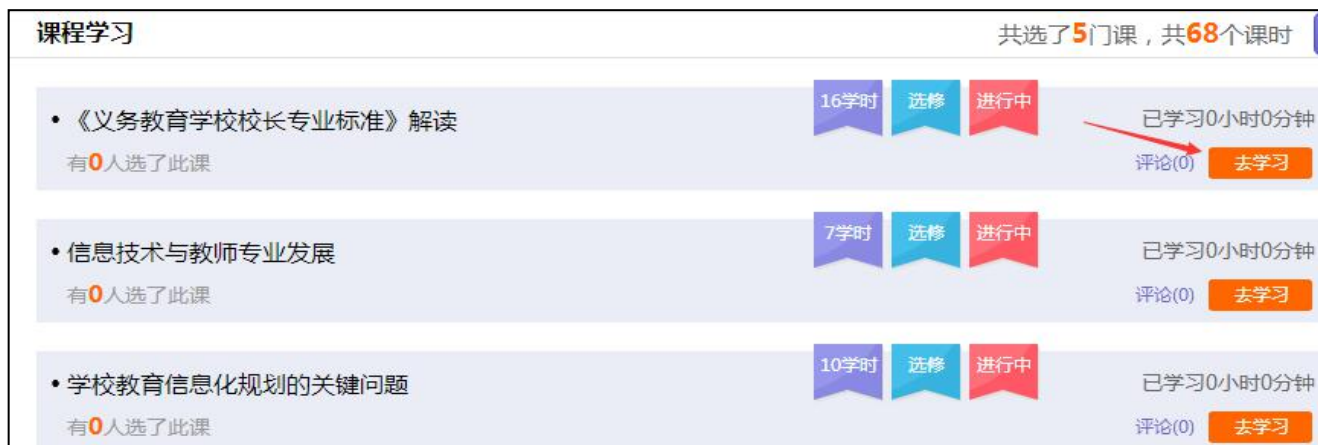 课程学习 共选了5门课，共68个课时
•《义务教育学校校长专业标准》解读 16学时 选修 进行中 已学习0小时0分钟
有0人选了此课 评论(0) 去学习
•信息技术与教师专业发展 7学时 选修 进行中 已学习0小时0分钟
有0人选了此课 评论(0) 去学习
•学校教育信息化规划的关键问题 10学时 选修 进行中 已学习0小时0分钟
有0人选了此课 评论(0) 去学习